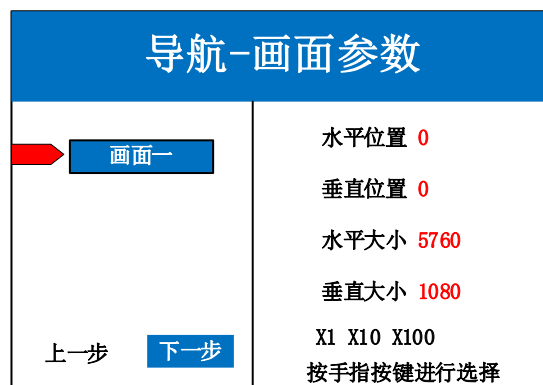 导航-画面参数
画面一
水平位置 0
垂直位置 0
水平大小 5760
垂直大小 1080
X1 X10 X100
上一步 下一步
按手指按键进行选择